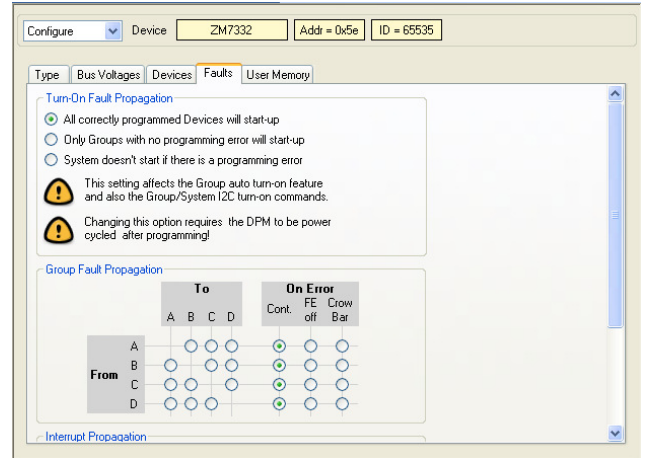 Configure Device ZM7332 Addr = 0x5e ID = 65535
Type Bus Voltages Devices Faults User Memory
Turn-On Fault Propagation
All correctly programmed Devices will start-up
Only Groups with no programming error will start-up
System doesn't start if there is a programming error
This setting affects the Group auto turn-on feature
and also the Group/System I2C turn-on commands.
Changing this option requires the DPM to be power
cycled after programming!
Group Fault Propagation
To On Error
A B C D Cont. FE off Crow Bar
From
A
B
C
D
Interrupt Propagation